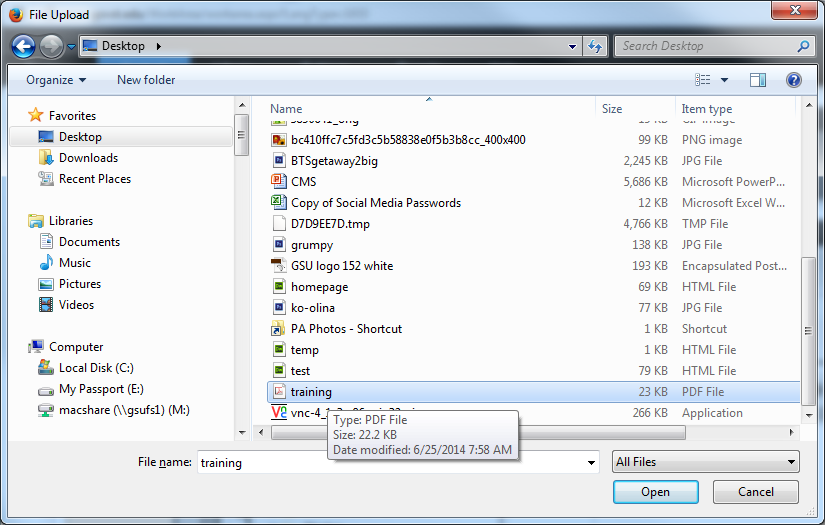 File Upload
Desktop
Search Desktop
Organize
New folder
Name Size Item type
Favorites
Desktop
Downloads
Recent Places
Libraries
Documents
Music
Pictures
Videos
Computer
Local Disk (C:)
My Passport (E:)
macshare (\\gsufs1) (M:)
bc410ffc7c5fd3c5b58838e0f5b3b8cc_400x400 99 KB PNG image
BTSgetaway2big 2,245 KB JPG File
CMS 5,686 KB Microsoft PowerP...
Copy of Social Media Passwords 12 KB Microsoft Excel W...
D7D9EE7D.tmp 4,766 KB TMP File
grumpy 138 KB JPG File
GSU logo 152 white 193 KB Encapsulated Post...
homepage 69 KB HTML File
ko-olina 77 KB JPG File
PA Photos - Shortcut 1 KB Shortcut
temp 1 KB HTML File
test 79 KB HTML File
training 23 KB PDF File
266 KB Application
Type: PDF File
Size: 22.2 KB
Date modified: 6/25/2014 7:58 AM
File name: training
All Files
Open Cancel